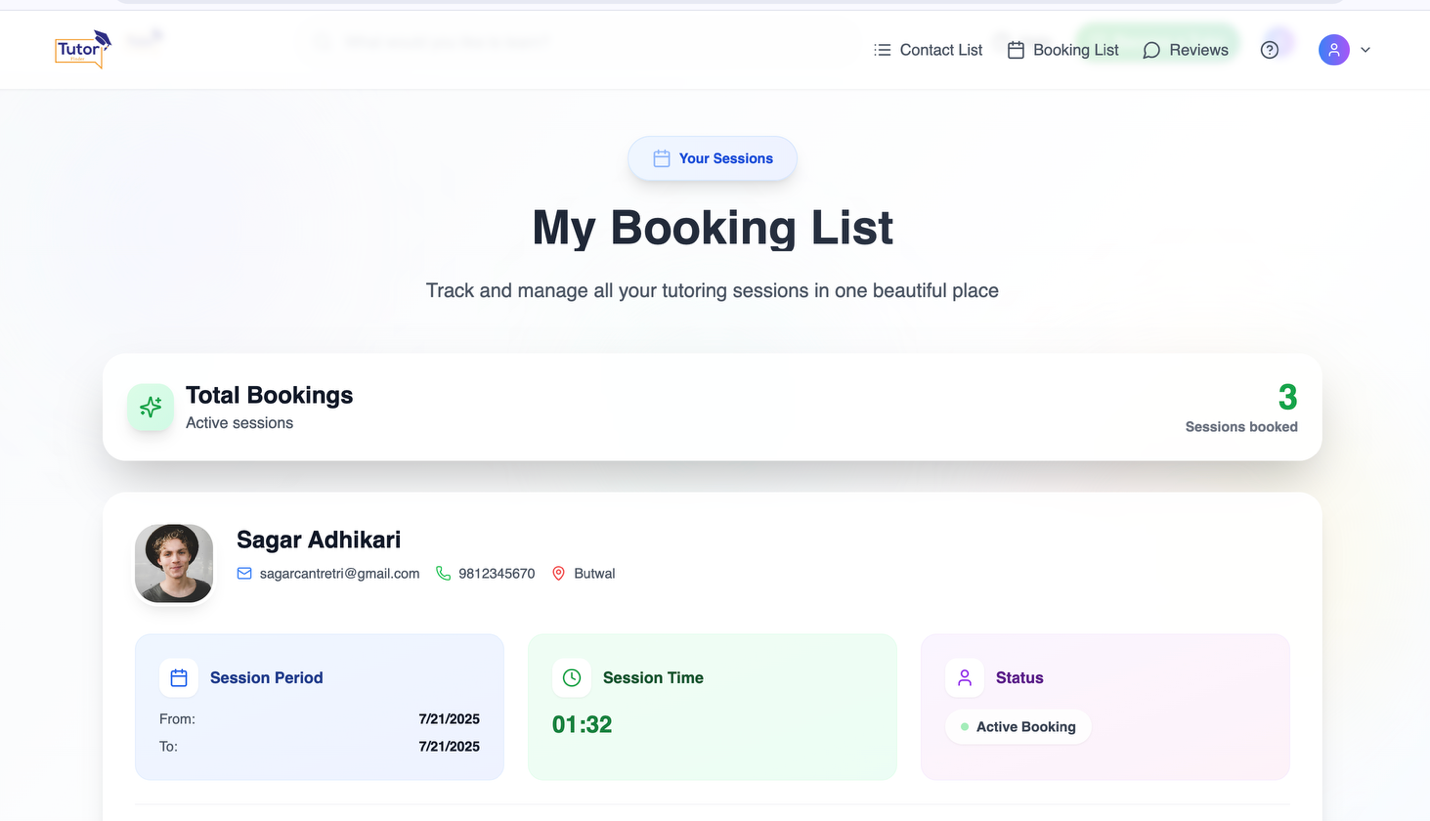 Tutor
Finder
Contact List
Booking List
Reviews
Your Sessions
My Booking List
Track and manage all your tutoring sessions in one beautiful place
Total Bookings
Active sessions
3
Sessions booked
Sagar Adhikari
sagarcantretri@gmail.com 9812345670 Butwal
Session Period
From: 7/21/2025
To: 7/21/2025
Session Time
01:32
Status
Active Booking